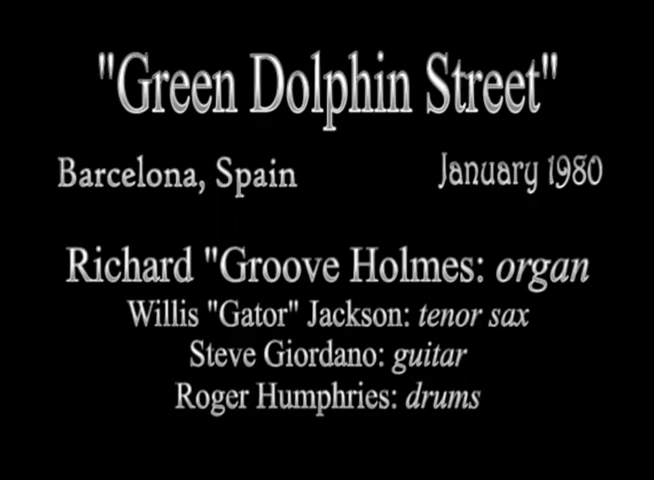 "Green Dolphin Street"
Barcelona, Spain January 1980
Richard "Groove Holmes: organ
Willis "Gator" Jackson: tenor sax
Steve Giordano: guitar
Roger Humphries: drums